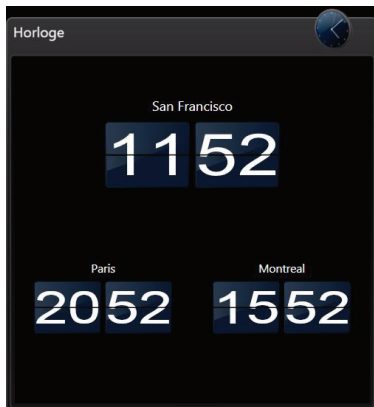 Horloge
San Francisco
11 52
Paris
20 52
Montreal
15 52